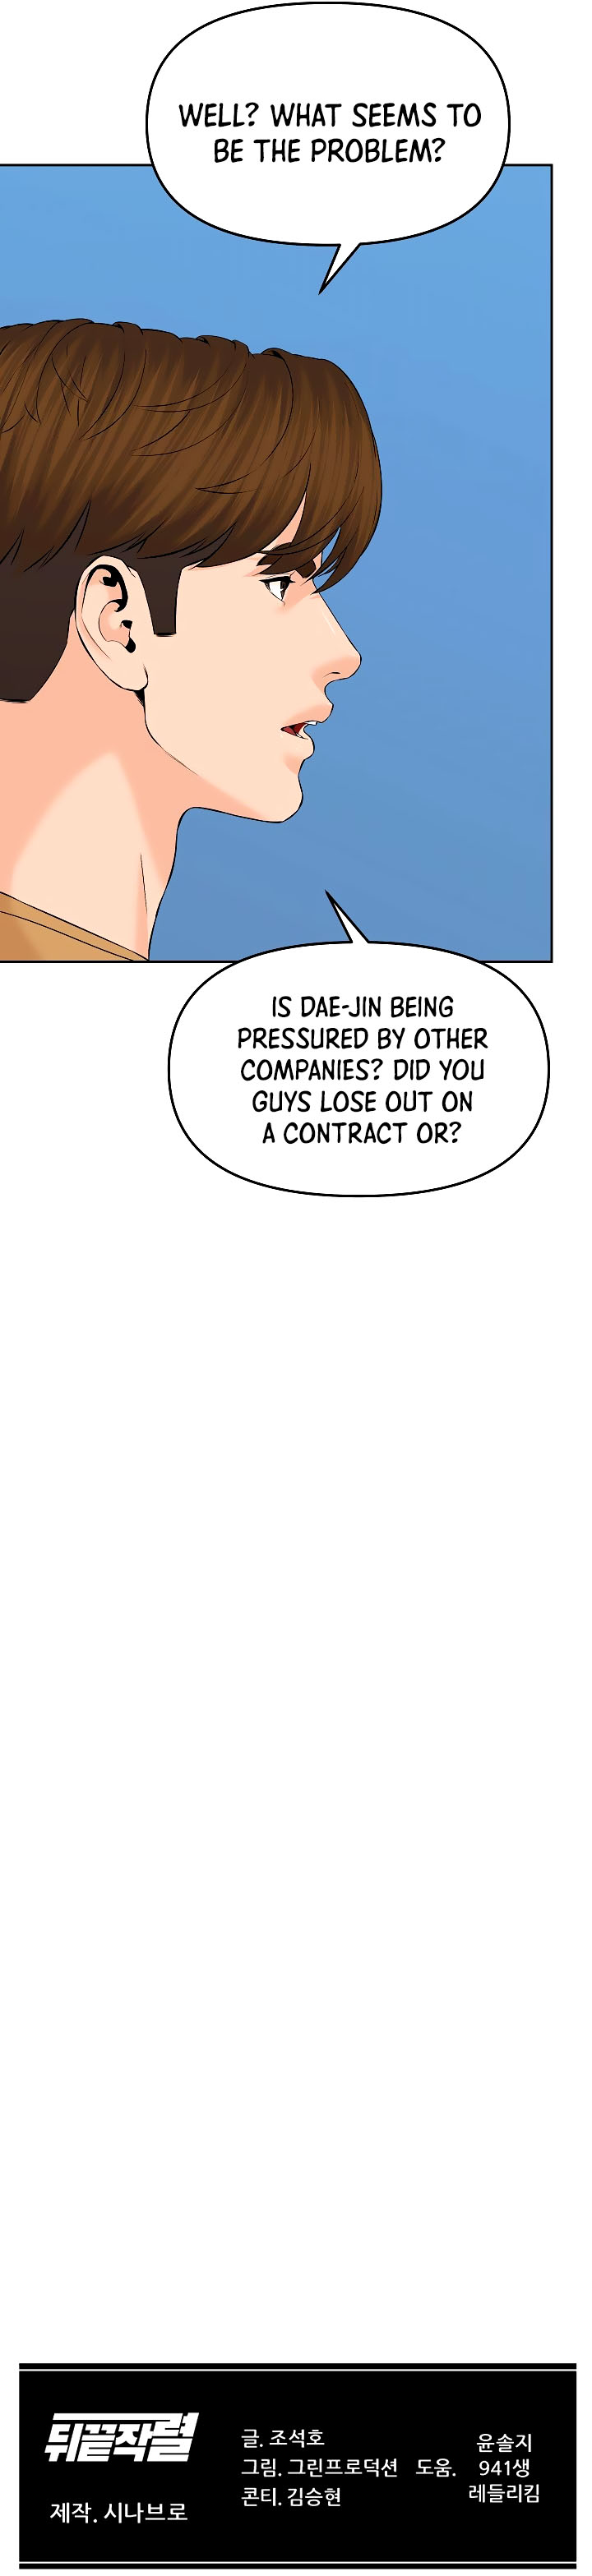 WELL? WHAT SEEMS TO
BE THE PROBLEM?
IS DAE-JIN BEING
PRESSURED BY OTHER
COMPANIES? DID YOU
GUYS LOSE OUT ON
A CONTRACT OR?
뒤끝작렬
제작. 시나브로
글. 조석호
그림. 그린프로덕션
콘티. 김승현
도움.
윤솔지
941생
레들리킴